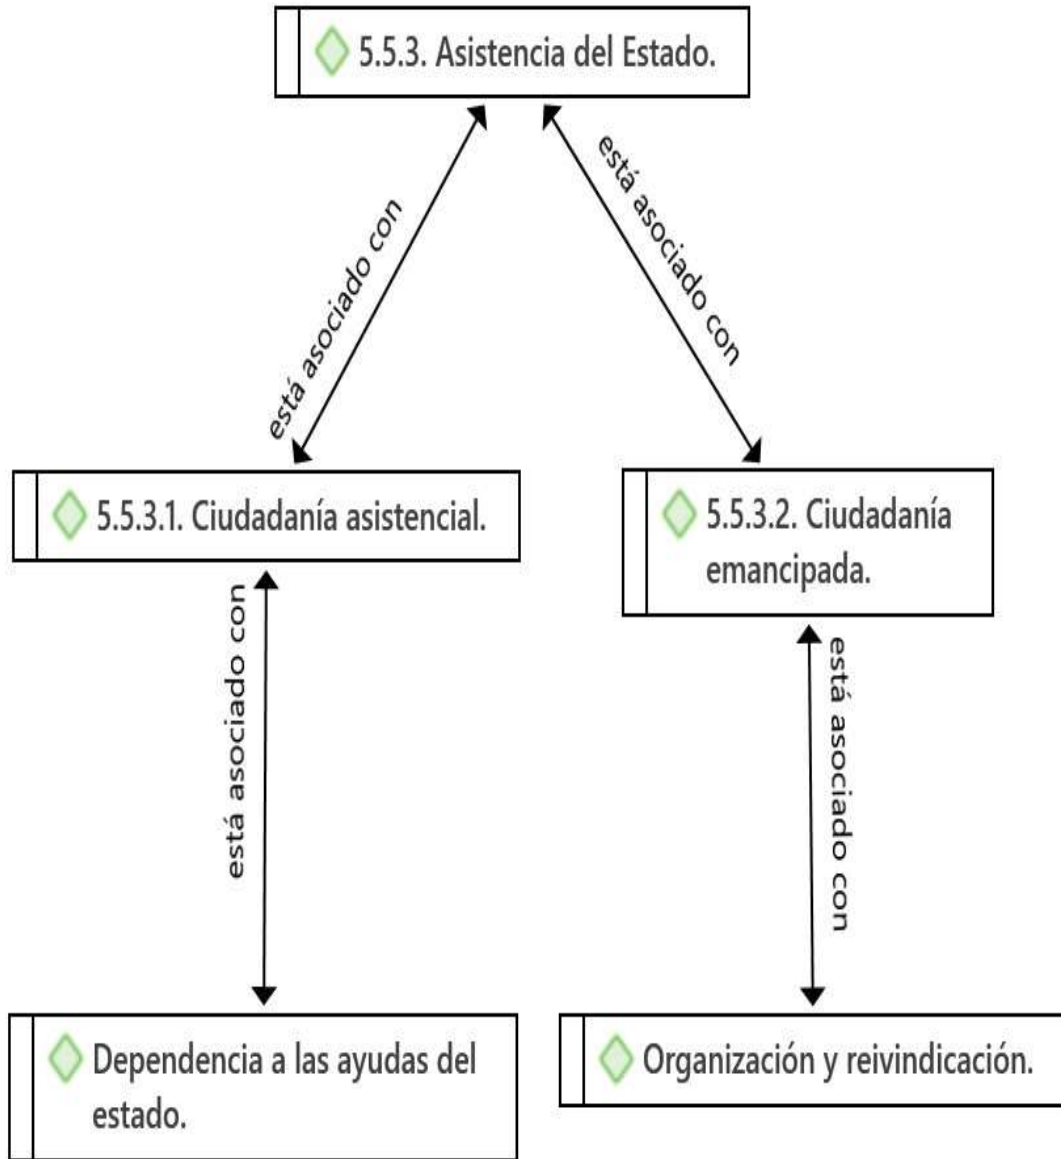 5.5.3. Asistencia del Estado.
está asociado con
está asociado con
5.5.3.1. Ciudadanía asistencial.
5.5.3.2. Ciudadanía
emancipada.
está asociado con
está asociado con
Dependencia a las ayudas del
estado.
Organización y reivindicación.